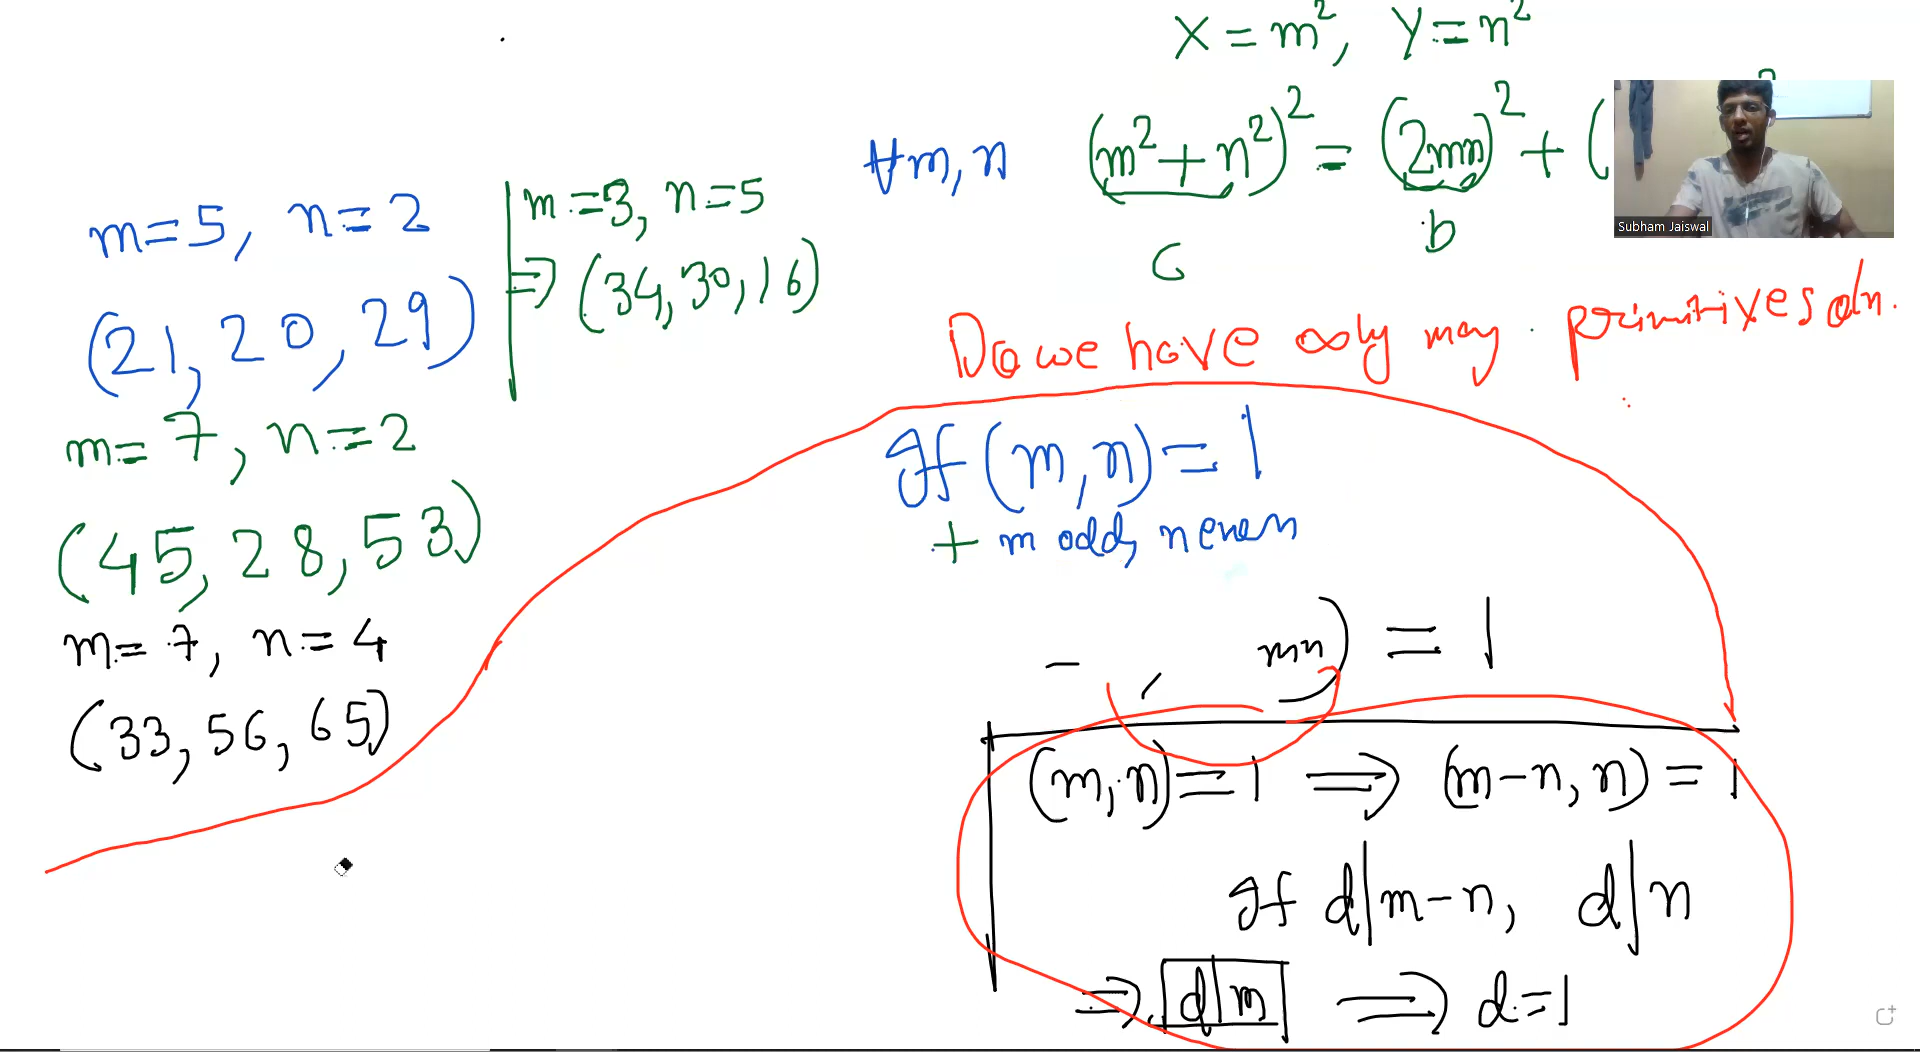 X = m², Y = n²
∀ m, n (m² + n²)² = (2mn)² + (
c b
Subham Jaiswal
m = 5, n = 2
(21, 20, 29)
m = 3, n = 5
⇒ (34, 30, 16)
m = 7, n = 2
(45, 28, 53)
m = 7, n = 4
(33, 56, 65)
Do we have ∞ly many primitive soln.
If (m, n) = 1
+ m odd, n even
mn) = 1
(m, n) = 1 ⇒ (m-n, n) = 1
If d|m-n, d|n
⇒ d|m ⇒ d = 1